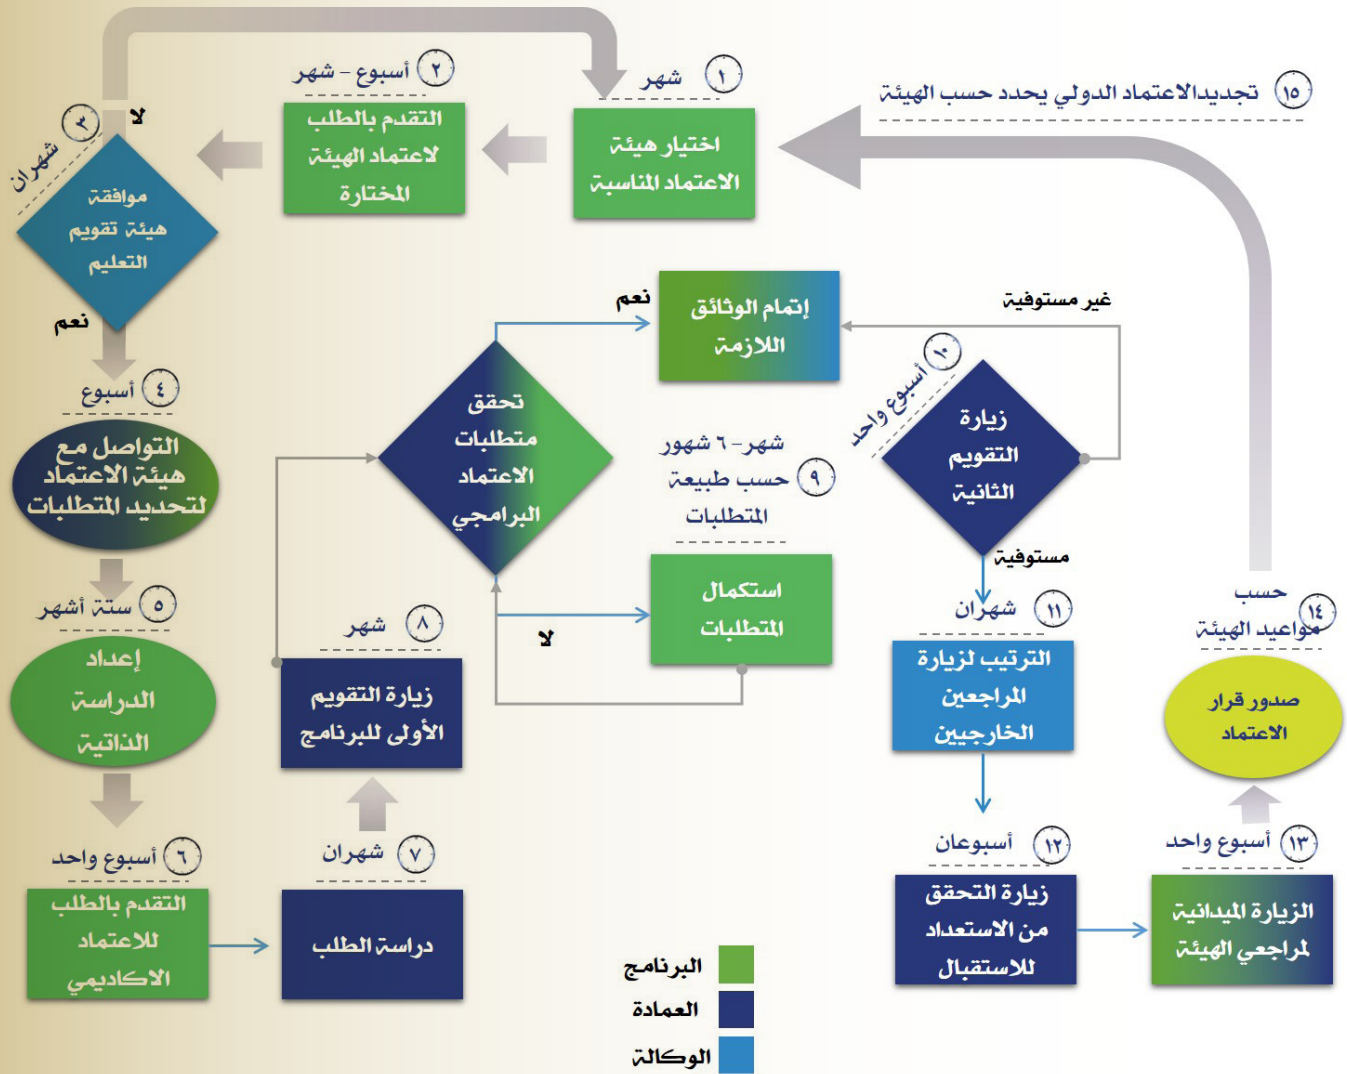 ١ شهر
اختيار هيئة
الاعتماد المناسبة
٢ أسبوع – شهر
التقدم بالطلب
لاعتماد الهيئة
المختارة
٣ شهران
موافقة
هيئة تقويم
التعليم
لا
نعم
٤ أسبوع
التواصل مع
هيئة الاعتماد
لتحديد المتطلبات
٥ ستة أشهر
إعداد
الدراسة
الذاتية
٦ أسبوع واحد
التقدم بالطلب
للاعتماد
الاكاديمي
٧ شهران
دراسة الطلب
٨ شهر
زيارة التقويم
الأولى للبرنامج
تحقق
متطلبات
الاعتماد
البرامجي
نعم
لا
شهر- ٦ شهور
٩ حسب طبيعة
المتطلبات
استكمال
المتطلبات
إتمام الوثائق
اللازمة
١٠ أسبوع واحد
زيارة
التقويم
الثانية
غير مستوفية
مستوفية
١١ شهران
الترتيب لزيارة
المراجعين
الخارجيين
١٢ أسبوعان
زيارة التحقق
من الاستعداد
للاستقبال
١٣ أسبوع واحد
الزيارة الميدانية
لمراجعي الهيئة
حسب
١٤ مواعيد الهيئة
صدور قرار
الاعتماد
١٥ تجديدالاعتماد الدولي يحدد حسب الهيئة
البرنامج
العمادة
الوكالة